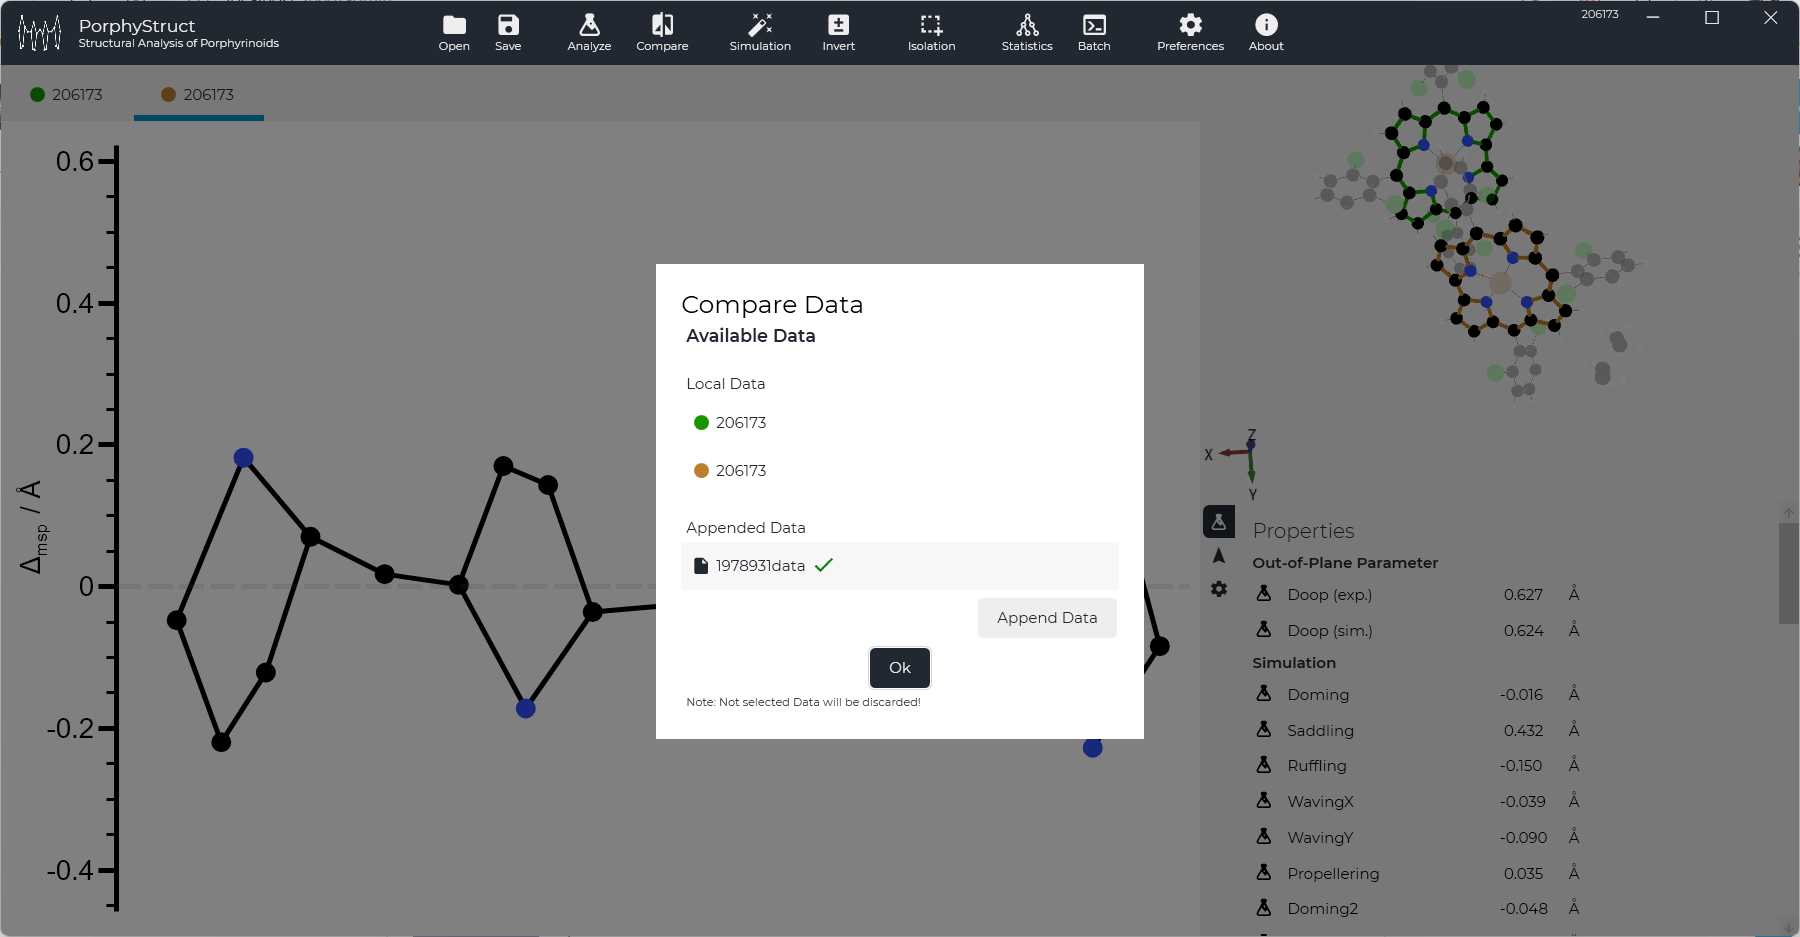 PorphyStruct
Structural Analysis of Porphyrinoids
Open
Save
Analyze
Compare
Simulation
Invert
Isolation
Statistics
Batch
Preferences
About
206173
206173
206173
0.6
0.4
0.2
0
-0.2
-0.4
Δmsp / Å
Compare Data
Available Data
Local Data
206173
206173
Appended Data
1978931data
Append Data
Ok
Note: Not selected Data will be discarded!
Z
X
Y
Properties
Out-of-Plane Parameter
Doop (exp.) 0.627 Å
Doop (sim.) 0.624 Å
Simulation
Doming -0.016 Å
Saddling 0.432 Å
Ruffling -0.150 Å
WavingX -0.039 Å
WavingY -0.090 Å
Propellering 0.035 Å
Doming2 -0.048 Å